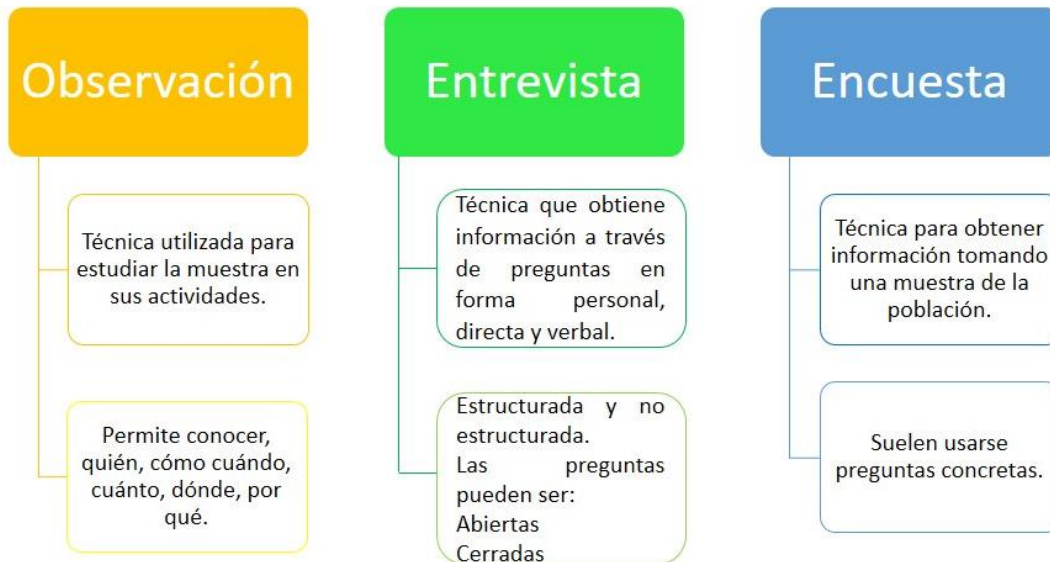 Observación
Técnica utilizada para
estudiar la muestra en
sus actividades.
Permite conocer,
quién, cómo cuándo,
cuánto, dónde, por
qué.
Entrevista
Técnica que obtiene
información a través
de preguntas en
forma personal,
directa y verbal.
Estructurada y no
estructurada.
Las preguntas
pueden ser:
Abiertas
Cerradas
Encuesta
Técnica para obtener
información tomando
una muestra de la
población.
Suelen usarse
preguntas concretas.